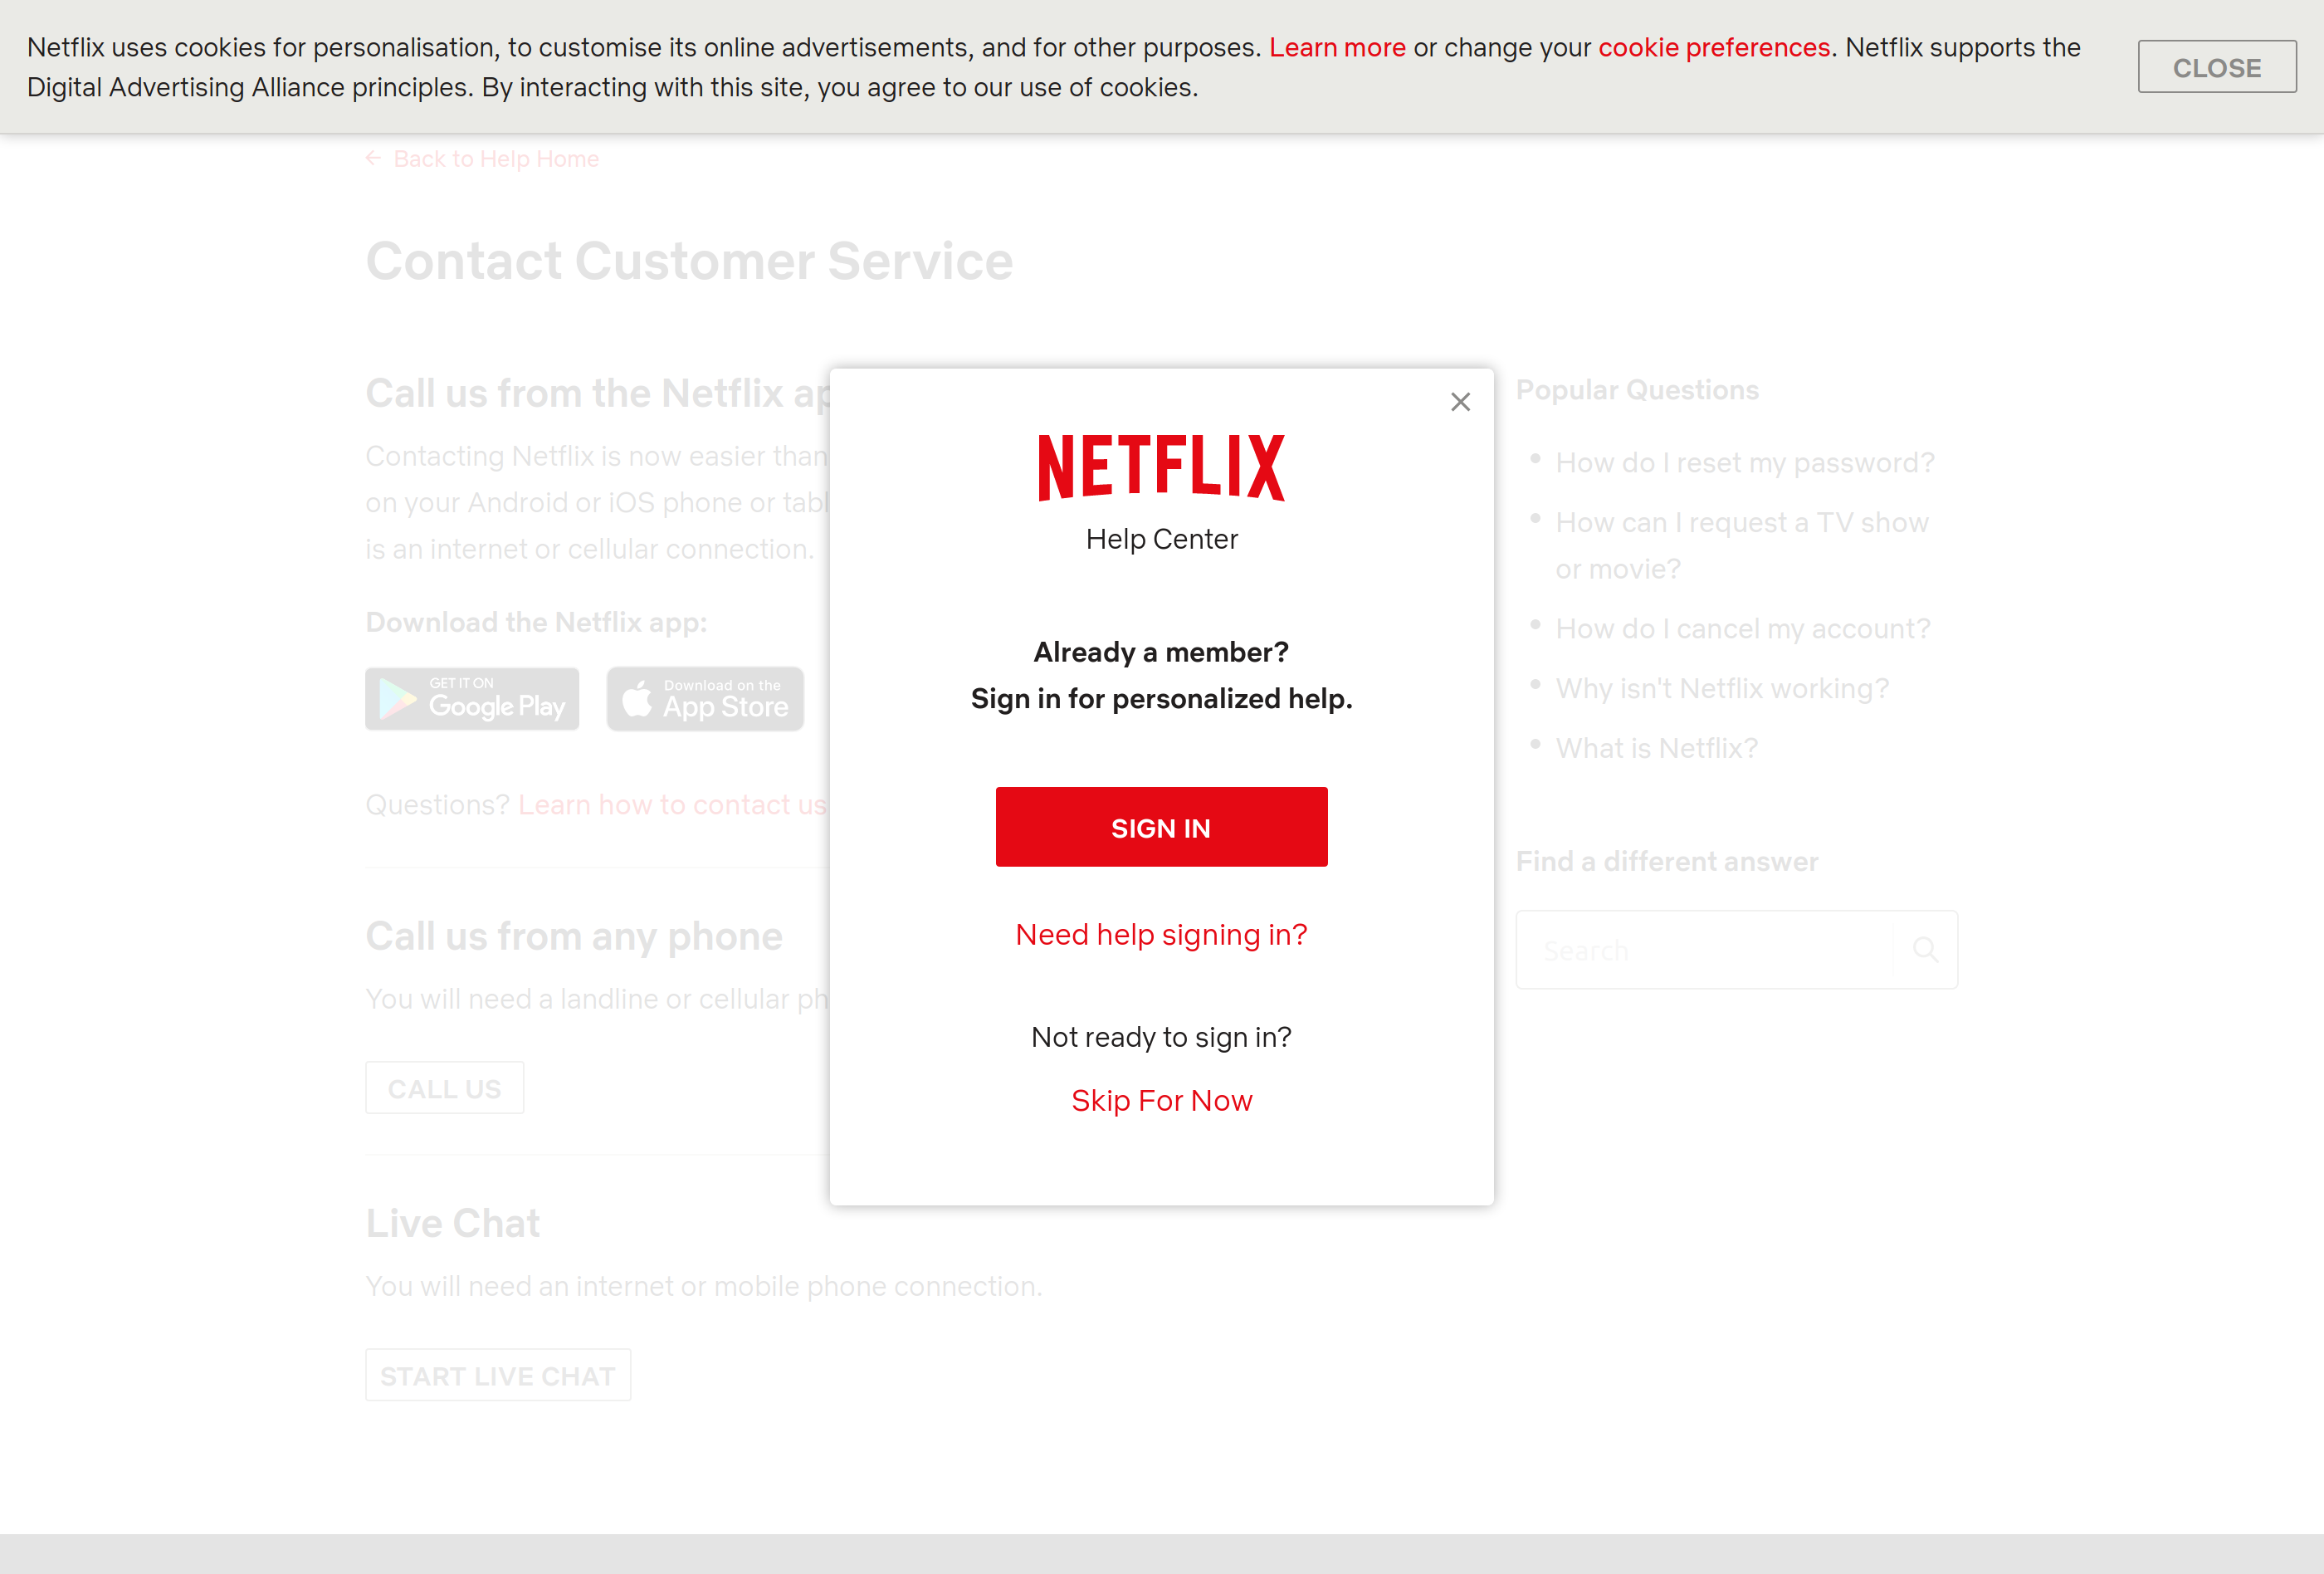 Netflix uses cookies for personalisation, to customise its online advertisements, and for other purposes. Learn more or change your cookie preferences. Netflix supports the
Digital Advertising Alliance principles. By interacting with this site, you agree to our use of cookies.
CLOSE
← Back to Help Home
Contact Customer Service
Call us from the Netflix
Contacting Netflix is now easier than
on your Android or iOS phone or
is an internet or cellular connection.
Download the Netflix app:
GET IT ON
Google Play
Download on the
App Store
Questions? Learn how to contact us
Call us from any phone
You will need a landline or cellular
CALL US
Live Chat
You will need an internet or mobile phone connection.
START LIVE CHAT
NETFLIX
Help Center
Already a member?
Sign in for personalized help.
SIGN IN
Need help signing in?
Not ready to sign in?
Skip For Now
Popular Questions
• How do I reset my password?
• How can I request a TV show
or movie?
• How do I cancel my account?
• Why isn't Netflix working?
• What is Netflix?
Find a different answer
Search